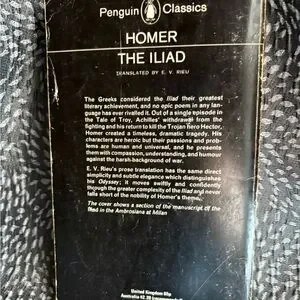 Penguin Classics
HOMER
THE ILIAD
TRANSLATED BY E. V. RIEU
The Greeks considered the Iliad their greatest
literary achievement, and no epic poem in any lan-
guage has ever rivalled it. Out of a single episode in
the Tale of Troy, Achilles' withdrawal from the
fighting and his return to kill the Trojan hero Hector,
Homer created a timeless, dramatic tragedy. His
characters are heroic but their passions and prob-
lems are human and universal, and he presents
them with compassion, understanding, and humour
against the harsh background of war.
E. V. Rieu's prose translation has the same direct
simplicity and subtle elegance which distinguishes
his Odyssey; it moves swiftly and confidently
through the greater complexity of the Iliad and never
falls short of the nobility of Homer's theme.
The cover shows a section of the manuscript of the
Iliad in the Ambrosiana at Milan
United Kingdom
Australia